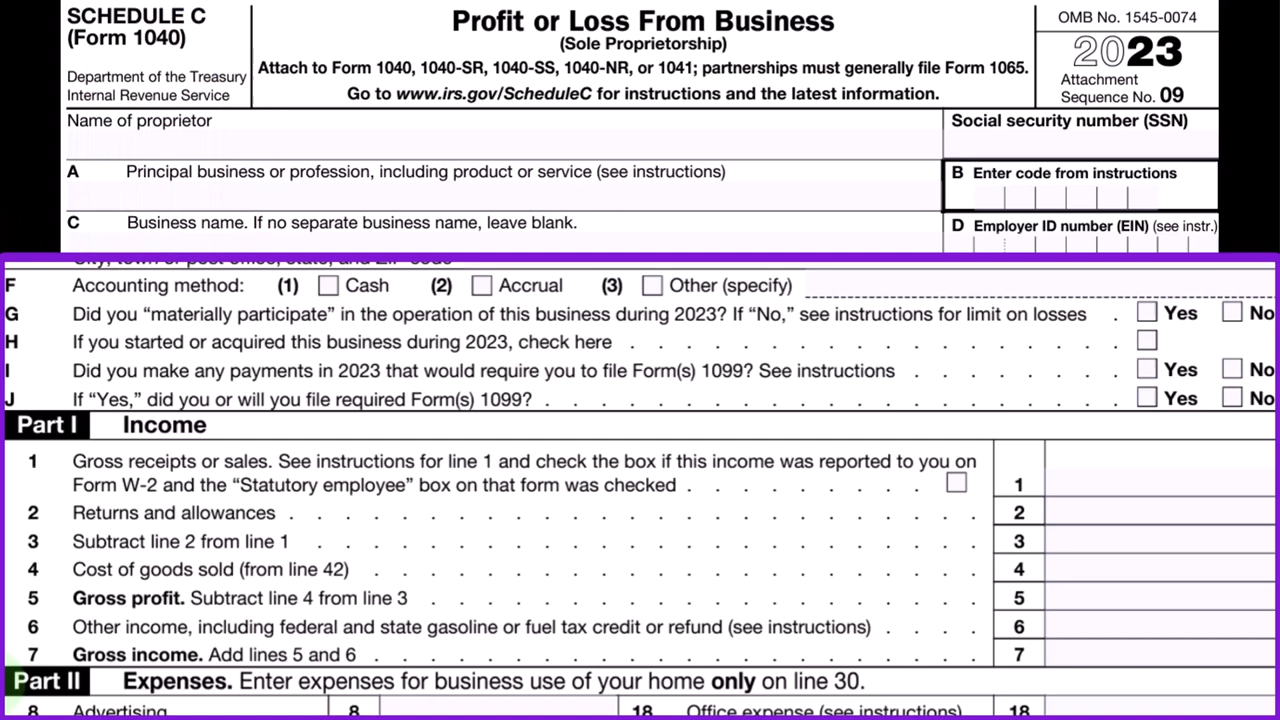 SCHEDULE C
(Form 1040)
Department of the Treasury
Internal Revenue Service
Profit or Loss From Business
(Sole Proprietorship)
Attach to Form 1040, 1040-SR, 1040-SS, 1040-NR, or 1041; partnerships must generally file Form 1065.
Go to www.irs.gov/ScheduleC for instructions and the latest information.
OMB No. 1545-0074
2023
Attachment
Sequence No. 09
Name of proprietor
Social security number (SSN)
A Principal business or profession, including product or service (see instructions)
B Enter code from instructions
C Business name. If no separate business name, leave blank.
D Employer ID number (EIN) (see instr.)
City, town or post office, state, and ZIP code
F Accounting method: (1) Cash (2) Accrual (3) Other (specify)
G Did you “materially participate” in the operation of this business during 2023? If “No,” see instructions for limit on losses . Yes No
H If you started or acquired this business during 2023, check here . . . . . . . . . . . . . . . . . .
I Did you make any payments in 2023 that would require you to file Form(s) 1099? See instructions . . . . . . . . Yes No
J If “Yes,” did you or will you file required Form(s) 1099? . . . . . . . . . . . . . . . . . . . . . Yes No
Part I Income
1 Gross receipts or sales. See instructions for line 1 and check the box if this income was reported to you on
Form W-2 and the “Statutory employee” box on that form was checked . . . . . . . . . 1
2 Returns and allowances . . . . . . . . . . . . . . . . . . . . . . . . . 2
3 Subtract line 2 from line 1 . . . . . . . . . . . . . . . . . . . . . . . . 3
4 Cost of goods sold (from line 42) . . . . . . . . . . . . . . . . . . . . . . 4
5 Gross profit. Subtract line 4 from line 3 . . . . . . . . . . . . . . . . . . . . 5
6 Other income, including federal and state gasoline or fuel tax credit or refund (see instructions) . . . . 6
7 Gross income. Add lines 5 and 6 . . . . . . . . . . . . . . . . . . . . . . 7
Part II Expenses. Enter expenses for business use of your home only on line 30.
8 Advertising 8 18 Office expense (see instructions) 18